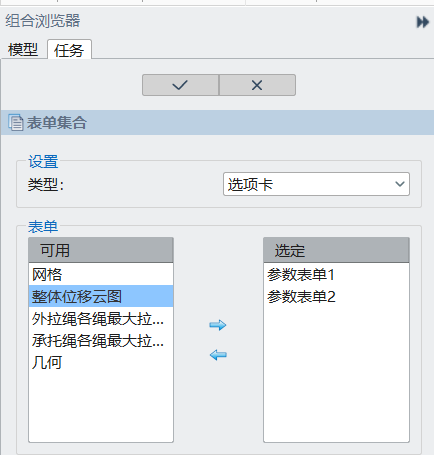 组合浏览器
模型 任务
表单集合
设置
类型： 选项卡
表单
可用 选定
网格 参数表单1
整体位移云图 参数表单2
外拉绳各绳最大拉...
承托绳各绳最大拉...
几何